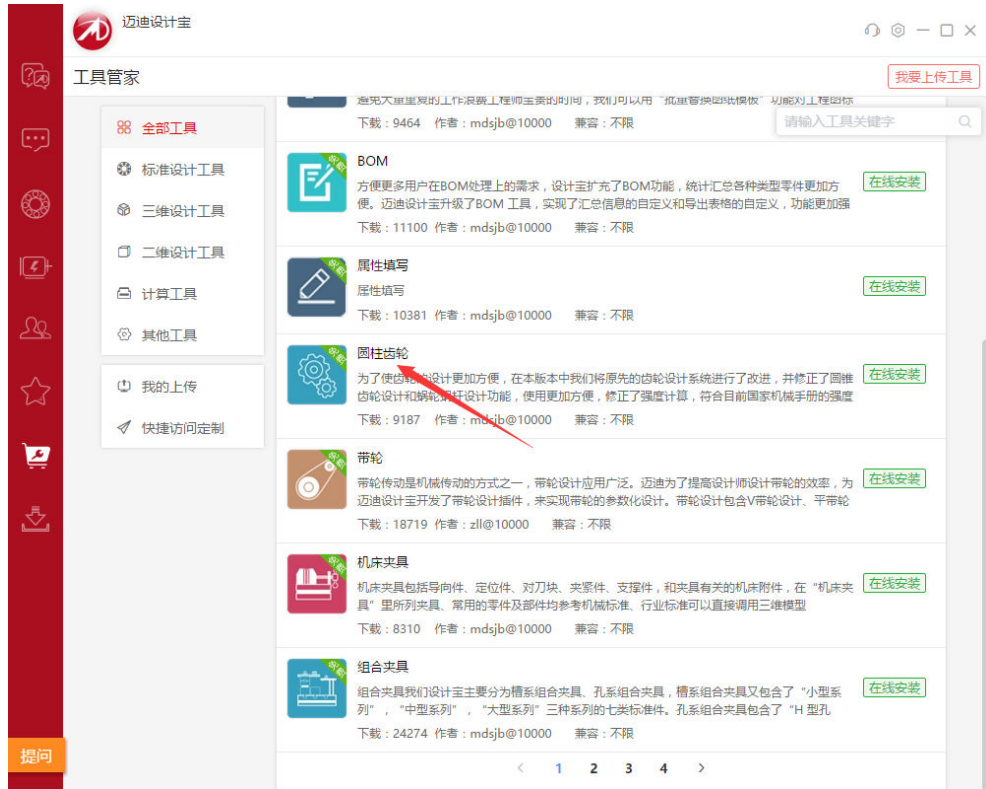 迈迪设计宝
工具管家
我要上传工具
请输入工具关键字
全部工具
标准设计工具
三维设计工具
二维设计工具
计算工具
其他工具
我的上传
快捷访问定制
提问
避免大量重复的工作浪费工程师宝贵的时间，我们可以用“批量替换图纸模板”功能对工程图标
下载：9464 作者：mdsjb@10000 兼容：不限
BOM
方便更多用户在BOM处理上的需求，设计宝扩充了BOM功能，统计汇总各种类型零件更加方
便。迈迪设计宝升级了BOM 工具，实现了汇总信息的自定义和导出表格的自定义，功能更加强
下载：11100 作者：mdsjb@10000 兼容：不限
在线安装
属性填写
属性填写
下载：10381 作者：mdsjb@10000 兼容：不限
在线安装
圆柱齿轮
为了使齿轮的设计更加方便，在本版本中我们将原先的齿轮设计系统进行了改进，并修正了圆锥
齿轮设计和蜗轮蜗杆设计功能，使用更加方便，修正了强度计算，符合目前国家机械手册的强度
下载：9187 作者：mdsjb@10000 兼容：不限
在线安装
带轮
带轮传动是机械传动的方式之一，带轮设计应用广泛。迈迪为了提高设计师设计带轮的效率，为
迈迪设计宝开发了带轮设计插件，来实现带轮的参数化设计。带轮设计包含V带轮设计、平带轮
下载：18719 作者：zll@10000 兼容：不限
在线安装
机床夹具
机床夹具包括导向件、定位件、对刀块、夹紧件，支撑件，和夹具有关的机床附件，在“机床夹
具”里所列夹具、常用的零件及部件均参考机械标准、行业标准可以直接调用三维模型
下载：8310 作者：mdsjb@10000 兼容：不限
在线安装
组合夹具
组合夹具我们设计宝主要分为槽系组合夹具、孔系组合夹具，槽系组合夹具又包含了“小型系
列”，“中型系列”，“大型系列”三种系列的七类标准件。孔系组合夹具包含了“H 型孔
下载：24274 作者：mdsjb@10000 兼容：不限
在线安装
< 1 2 3 4 >